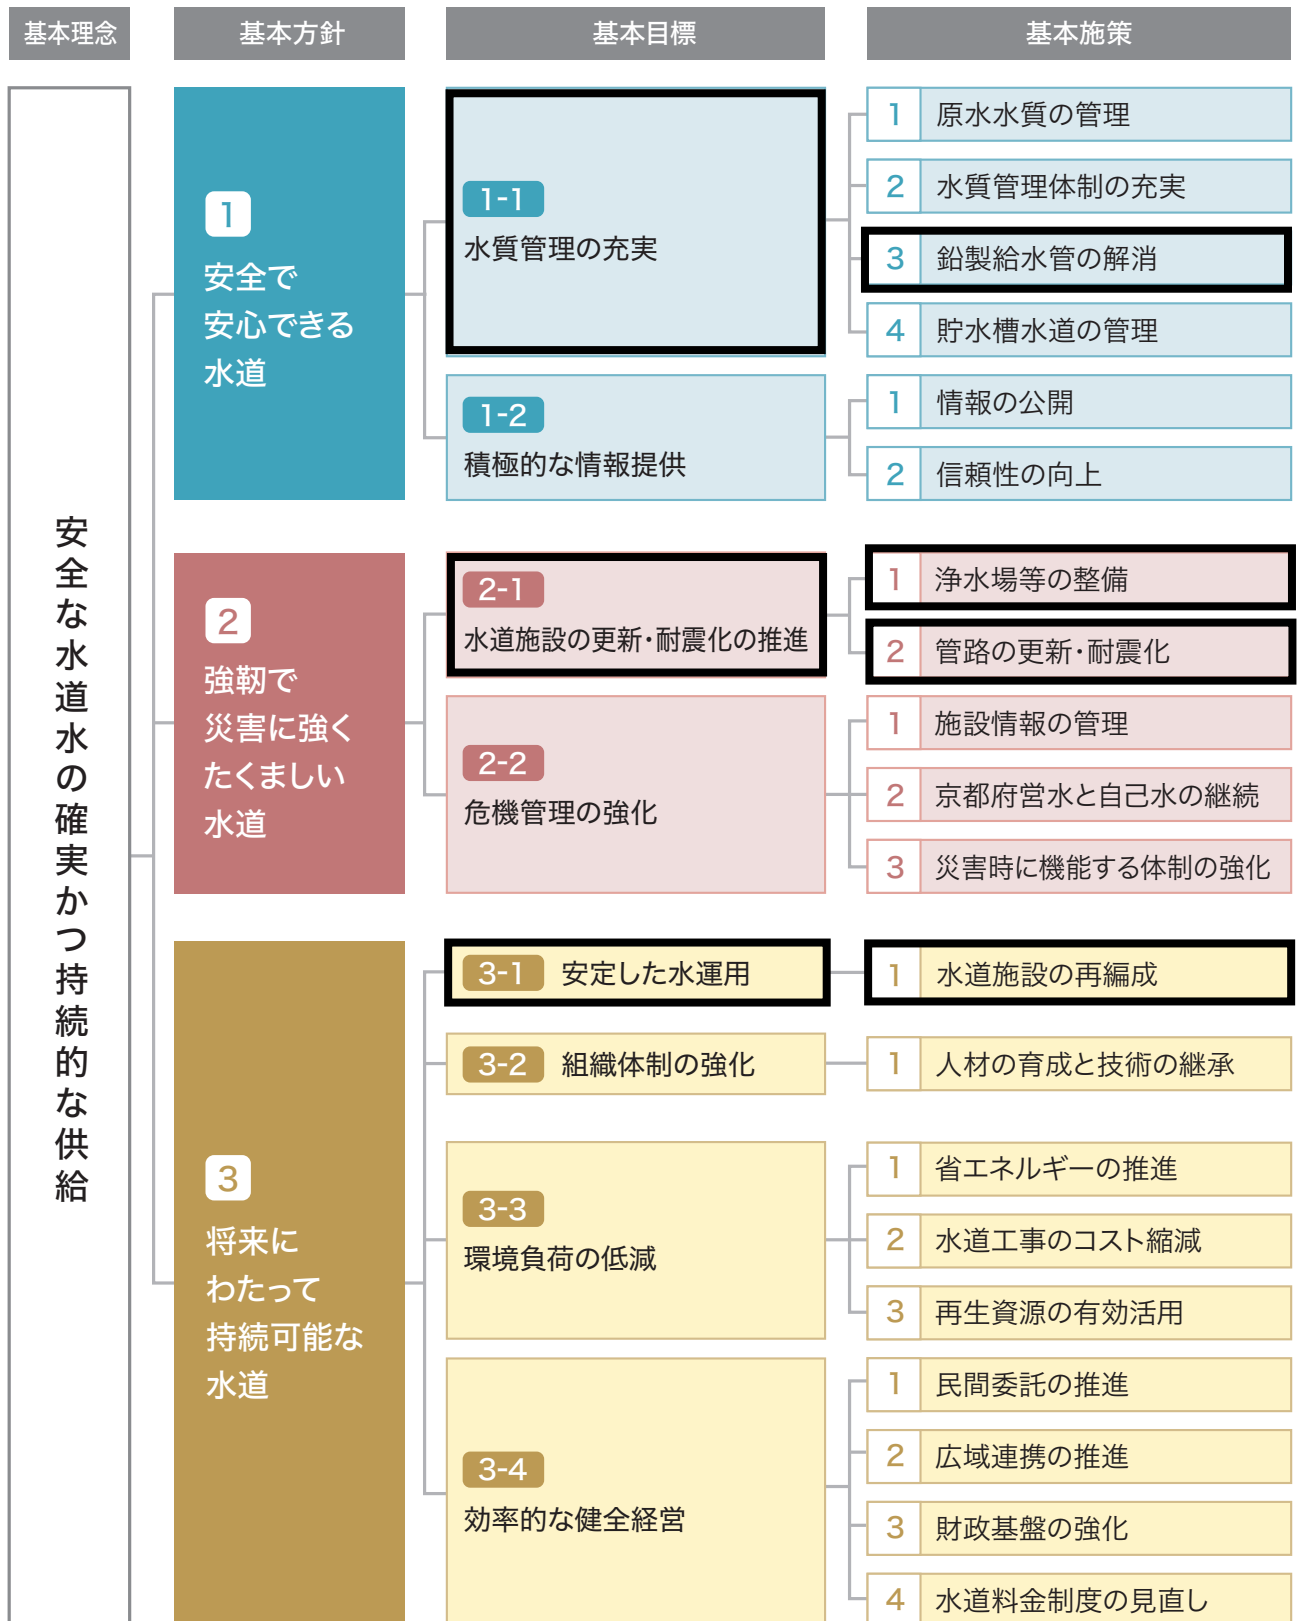 基本理念
基本方針
基本目標
基本施策
安全な水道水の確実かつ持続的な供給
1
安全で
安心できる
水道
1-1
水質管理の充実
1 原水水質の管理
2 水質管理体制の充実
3 鉛製給水管の解消
4 貯水槽水道の管理
1-2
積極的な情報提供
1 情報の公開
2 信頼性の向上
2
強靭で
災害に強く
たくましい
水道
2-1
水道施設の更新・耐震化の推進
1 浄水場等の整備
2 管路の更新・耐震化
2-2
危機管理の強化
1 施設情報の管理
2 京都府営水と自己水の継続
3 災害時に機能する体制の強化
3
将来に
わたって
持続可能な
水道
3-1 安定した水運用
1 水道施設の再編成
3-2 組織体制の強化
1 人材の育成と技術の継承
3-3
環境負荷の低減
1 省エネルギーの推進
2 水道工事のコスト縮減
3 再生資源の有効活用
3-4
効率的な健全経営
1 民間委託の推進
2 広域連携の推進
3 財政基盤の強化
4 水道料金制度の見直し